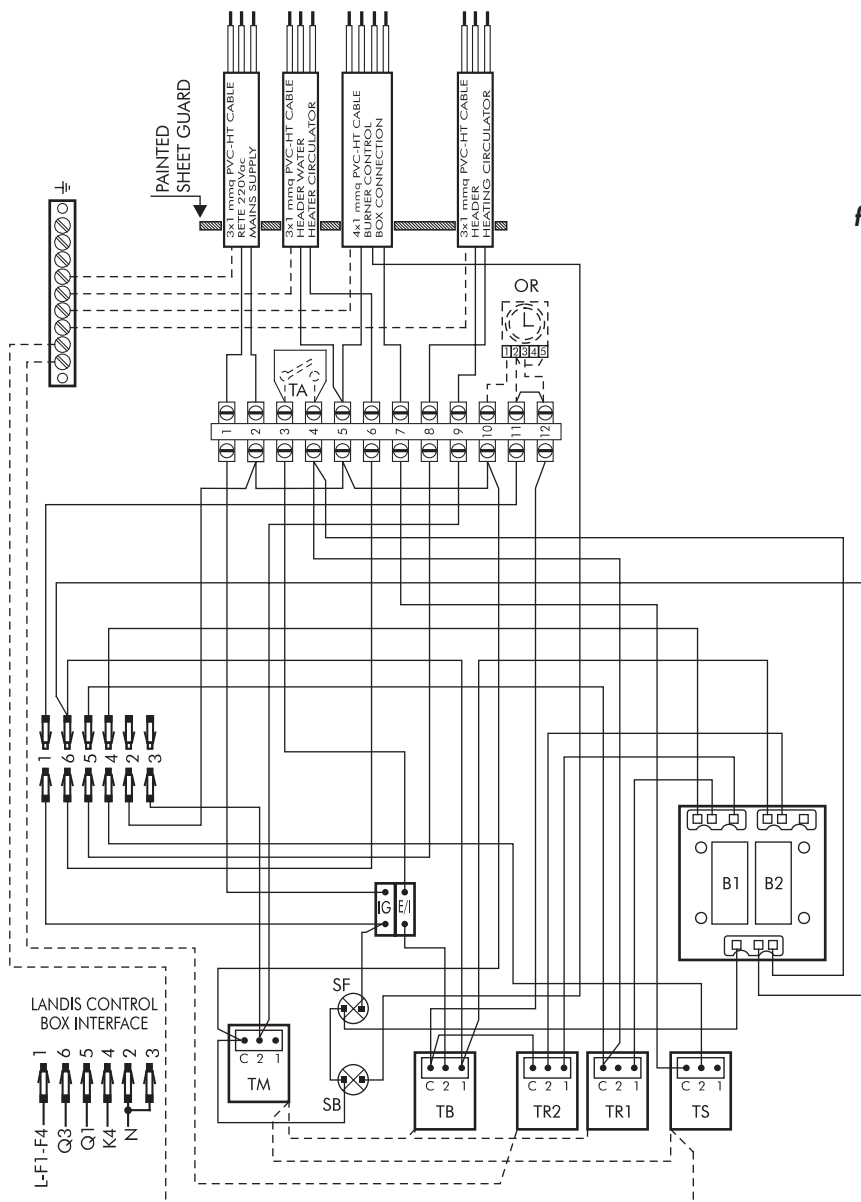 PAINTED
SHEET GUARD
3x1 mmq PVC-HT CABLE
RETE 220Vac
MAINS SUPPLY
3x1 mmq PVC-HT CABLE
HEADER WATER
HEATER CIRCULATOR
4x1 mmq PVC-HT CABLE
BURNER CONTROL
BOX CONNECTION
3x1 mmq PVC-HT CABLE
HEADER
HEATING CIRCULATOR
f
OR
1 2 3 4 5
TA
1 2 3 4 5 6 7 8 9 10 11 12
1 6 5 4 2 3
IG E/I
B1 B2
SF
SB
LANDIS CONTROL
BOX INTERFACE
1 6 5 4 2 3
L-F1-F4 Q3 Q1 K4 N
C 2 1
TM
C 2 1
TB
C 2 1
TR2
C 2 1
TR1
C 2 1
TS